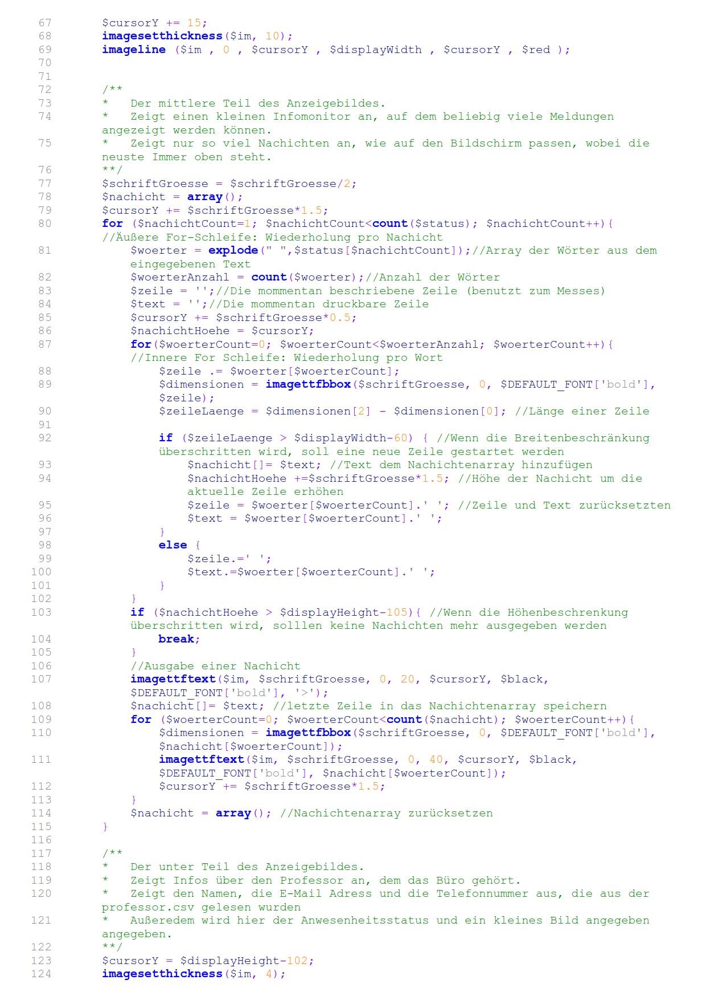 67 $cursorY += 15;
68 imagesetthickness($im, 10);
69 imageline ($im , 0 , $cursorY , $displayWidth , $cursorY , $red );
70
71
72 /**
73 *   Der mittlere Teil des Anzeigebildes.
74 *   Zeigt einen kleinen Infomonitor an, auf dem beliebig viele Meldungen
angezeigt werden können.
75 *   Zeigt nur so viel Nachichten an, wie auf den Bildschirm passen, wobei die
neuste Immer oben steht.
76 **/
77 $schriftGroesse = $schriftGroesse/2;
78 $nachicht = array();
79 $cursorY += $schriftGroesse*1.5;
80 for ($nachichtCount=1; $nachichtCount<count($status); $nachichtCount++){
//Äußere For-Schleife: Wiederholung pro Nachicht
81 $woerter = explode(" ",$status[$nachichtCount]);//Array der Wörter aus dem
eingegebenen Text
82 $woerterAnzahl = count($woerter);//Anzahl der Wörter
83 $zeile = '';//Die mommentan beschriebene Zeile (benutzt zum Messes)
84 $text = '';//Die mommentan druckbare Zeile
85 $cursorY += $schriftGroesse*0.5;
86 $nachichtHoehe = $cursorY;
87 for($woerterCount=0; $woerterCount<$woerterAnzahl; $woerterCount++){
//Innere For Schleife: Wiederholung pro Wort
88 $zeile .= $woerter[$woerterCount];
89 $dimensionen = imagettfbbox($schriftGroesse, 0, $DEFAULT_FONT['bold'],
$zeile);
90 $zeileLaenge = $dimensionen[2] - $dimensionen[0]; //Länge einer Zeile
91
92 if ($zeileLaenge > $displayWidth-60) { //Wenn die Breitenbeschränkung
überschritten wird, soll eine neue Zeile gestartet werden
93 $nachicht[]= $text; //Text dem Nachichtenarray hinzufügen
94 $nachichtHoehe +=$schriftGroesse*1.5; //Höhe der Nachicht um die
aktuelle Zeile erhöhen
95 $zeile = $woerter[$woerterCount].' '; //Zeile und Text zurücksetzten
96 $text = $woerter[$woerterCount].' ';
97 }
98 else {
99 $zeile.=' ';
100 $text.=$woerter[$woerterCount].' ';
101 }
102 }
103 if ($nachichtHoehe > $displayHeight-105){ //Wenn die Höhenbeschrenkung
überschritten wird, solllen keine Nachichten mehr ausgegeben werden
104 break;
105 }
106 //Ausgabe einer Nachicht
107 imagettftext($im, $schriftGroesse, 0, 20, $cursorY, $black,
$DEFAULT_FONT['bold'], '>');
108 $nachicht[]= $text; //letzte Zeile in das Nachichtenarray speichern
109 for ($woerterCount=0; $woerterCount<count($nachicht); $woerterCount++){
110 $dimensionen = imagettfbbox($schriftGroesse, 0, $DEFAULT_FONT['bold'],
$nachicht[$woerterCount]);
111 imagettftext($im, $schriftGroesse, 0, 40, $cursorY, $black,
$DEFAULT_FONT['bold'], $nachicht[$woerterCount]);
112 $cursorY += $schriftGroesse*1.5;
113 }
114 $nachicht = array(); //Nachichtenarray zurücksetzen
115 }
116
117 /**
118 *   Der unter Teil des Anzeigebildes.
119 *   Zeigt Infos über den Professor an, dem das Büro gehört.
120 *   Zeigt den Namen, die E-Mail Adress und die Telefonnummer aus, die aus der
professor.csv gelesen wurden
121 *   Außeredem wird hier der Anwesenheitsstatus und ein kleines Bild angegeben
angegeben.
122 **/
123 $cursorY = $displayHeight-102;
124 imagesetthickness($im, 4);